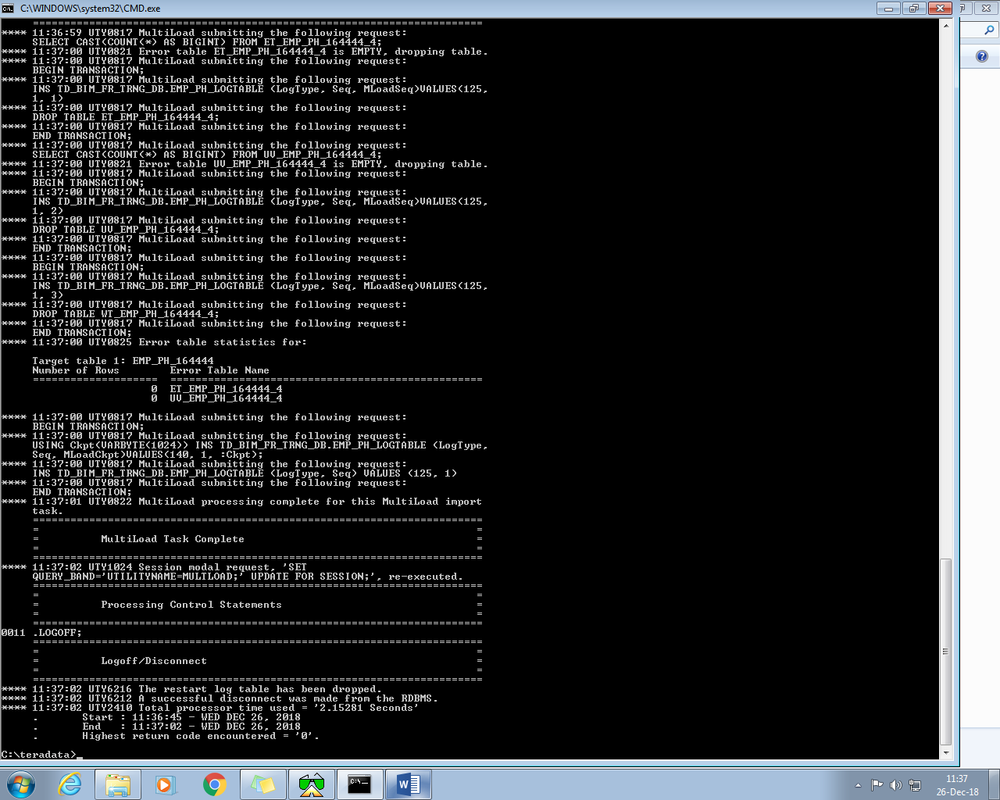 C:\WINDOWS\system32\CMD.exe
========================================================================
**** 11:36:59 UTY0817 MultiLoad submitting the following request:
SELECT CAST(COUNT(*) AS BIGINT) FROM ET_EMP_PH_164444_4;
**** 11:37:00 UTY0821 Error table ET_EMP_PH_164444_4 is EMPTY, dropping table.
**** 11:37:00 UTY0817 MultiLoad submitting the following request:
BEGIN TRANSACTION;
**** 11:37:00 UTY0817 MultiLoad submitting the following request:
INS TD_BIM_FR_TRNG_DB.EMP_PH_LOGTABLE (LogType, Seq, MLoadSeq)VALUES(125,
1, 1)
**** 11:37:00 UTY0817 MultiLoad submitting the following request:
DROP TABLE ET_EMP_PH_164444_4;
**** 11:37:00 UTY0817 MultiLoad submitting the following request:
END TRANSACTION;
**** 11:37:00 UTY0817 MultiLoad submitting the following request:
SELECT CAST(COUNT(*) AS BIGINT) FROM UV_EMP_PH_164444_4;
**** 11:37:00 UTY0821 Error table UV_EMP_PH_164444_4 is EMPTY, dropping table.
**** 11:37:00 UTY0817 MultiLoad submitting the following request:
BEGIN TRANSACTION;
**** 11:37:00 UTY0817 MultiLoad submitting the following request:
INS TD_BIM_FR_TRNG_DB.EMP_PH_LOGTABLE (LogType, Seq, MLoadSeq)VALUES(125,
1, 2)
**** 11:37:00 UTY0817 MultiLoad submitting the following request:
DROP TABLE UV_EMP_PH_164444_4;
**** 11:37:00 UTY0817 MultiLoad submitting the following request:
END TRANSACTION;
**** 11:37:00 UTY0817 MultiLoad submitting the following request:
BEGIN TRANSACTION;
**** 11:37:00 UTY0817 MultiLoad submitting the following request:
INS TD_BIM_FR_TRNG_DB.EMP_PH_LOGTABLE (LogType, Seq, MLoadSeq)VALUES(125,
1, 3)
**** 11:37:00 UTY0817 MultiLoad submitting the following request:
DROP TABLE WT_EMP_PH_164444_4;
**** 11:37:00 UTY0817 MultiLoad submitting the following request:
END TRANSACTION;
**** 11:37:00 UTY0825 Error table statistics for:
Target table 1: EMP_PH_164444
Number of Rows        Error Table Name
====================  ==================================================
0  ET_EMP_PH_164444_4
0  UV_EMP_PH_164444_4
**** 11:37:00 UTY0817 MultiLoad submitting the following request:
BEGIN TRANSACTION;
**** 11:37:00 UTY0817 MultiLoad submitting the following request:
USING Ckpt(VARBYTE(1024)) INS TD_BIM_FR_TRNG_DB.EMP_PH_LOGTABLE (LogType,
Seq, MLoadCkpt)VALUES(140, 1, :Ckpt);
**** 11:37:00 UTY0817 MultiLoad submitting the following request:
INS TD_BIM_FR_TRNG_DB.EMP_PH_LOGTABLE (LogType, Seq) VALUES (125, 1)
**** 11:37:00 UTY0817 MultiLoad submitting the following request:
END TRANSACTION;
**** 11:37:01 UTY0822 MultiLoad processing complete for this MultiLoad import
task.
========================================================================
=                                                                      =
=          MultiLoad Task Complete                                     =
=                                                                      =
========================================================================
**** 11:37:02 UTY1024 Session modal request, 'SET
QUERY_BAND='UTILITYNAME=MULTLOAD;' UPDATE FOR SESSION;', re-executed.
========================================================================
=                                                                      =
=          Processing Control Statements                               =
=                                                                      =
========================================================================
0011 .LOGOFF;
========================================================================
=                                                                      =
=          Logoff/Disconnect                                           =
=                                                                      =
========================================================================
**** 11:37:02 UTY6216 The restart log table has been dropped.
**** 11:37:02 UTY6212 A successful disconnect was made from the RDBMS.
**** 11:37:02 UTY2410 Total processor time used = '2.15281 Seconds'
.       Start : 11:36:45 - WED DEC 26, 2018
.       End   : 11:37:02 - WED DEC 26, 2018
.       Highest return code encountered = '0'.
C:\teradata>_
11:37
26-Dec-18